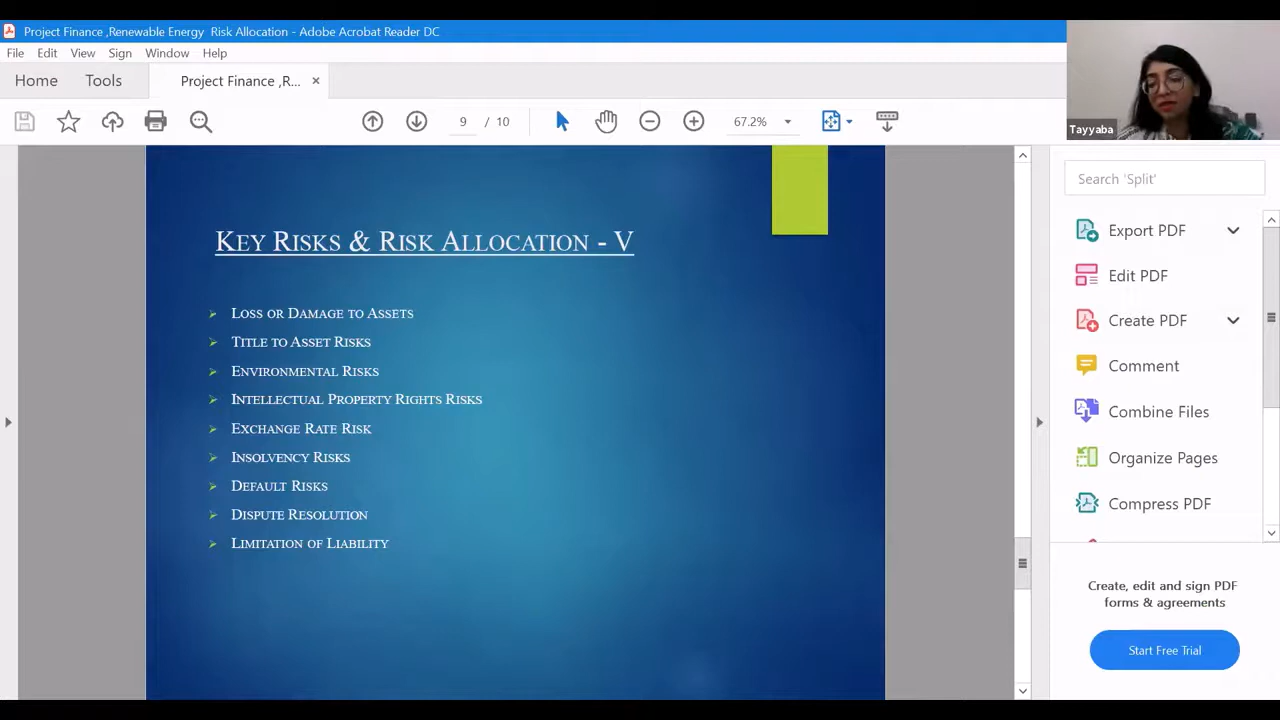 Project Finance ,Renewable Energy  Risk Allocation - Adobe Acrobat Reader DC
File Edit View Sign Window Help
Home Tools Project Finance ,R... ×
9 / 10 67.2%
Tayyaba
Search 'Split'
KEY RISKS & RISK ALLOCATION - V
LOSS OR DAMAGE TO ASSETS
TITLE TO ASSET RISKS
ENVIRONMENTAL RISKS
INTELLECTUAL PROPERTY RIGHTS RISKS
EXCHANGE RATE RISK
INSOLVENCY RISKS
DEFAULT RISKS
DISPUTE RESOLUTION
LIMITATION OF LIABILITY
Export PDF
Edit PDF
Create PDF
Comment
Combine Files
Organize Pages
Compress PDF
Create, edit and sign PDF
forms & agreements
Start Free Trial